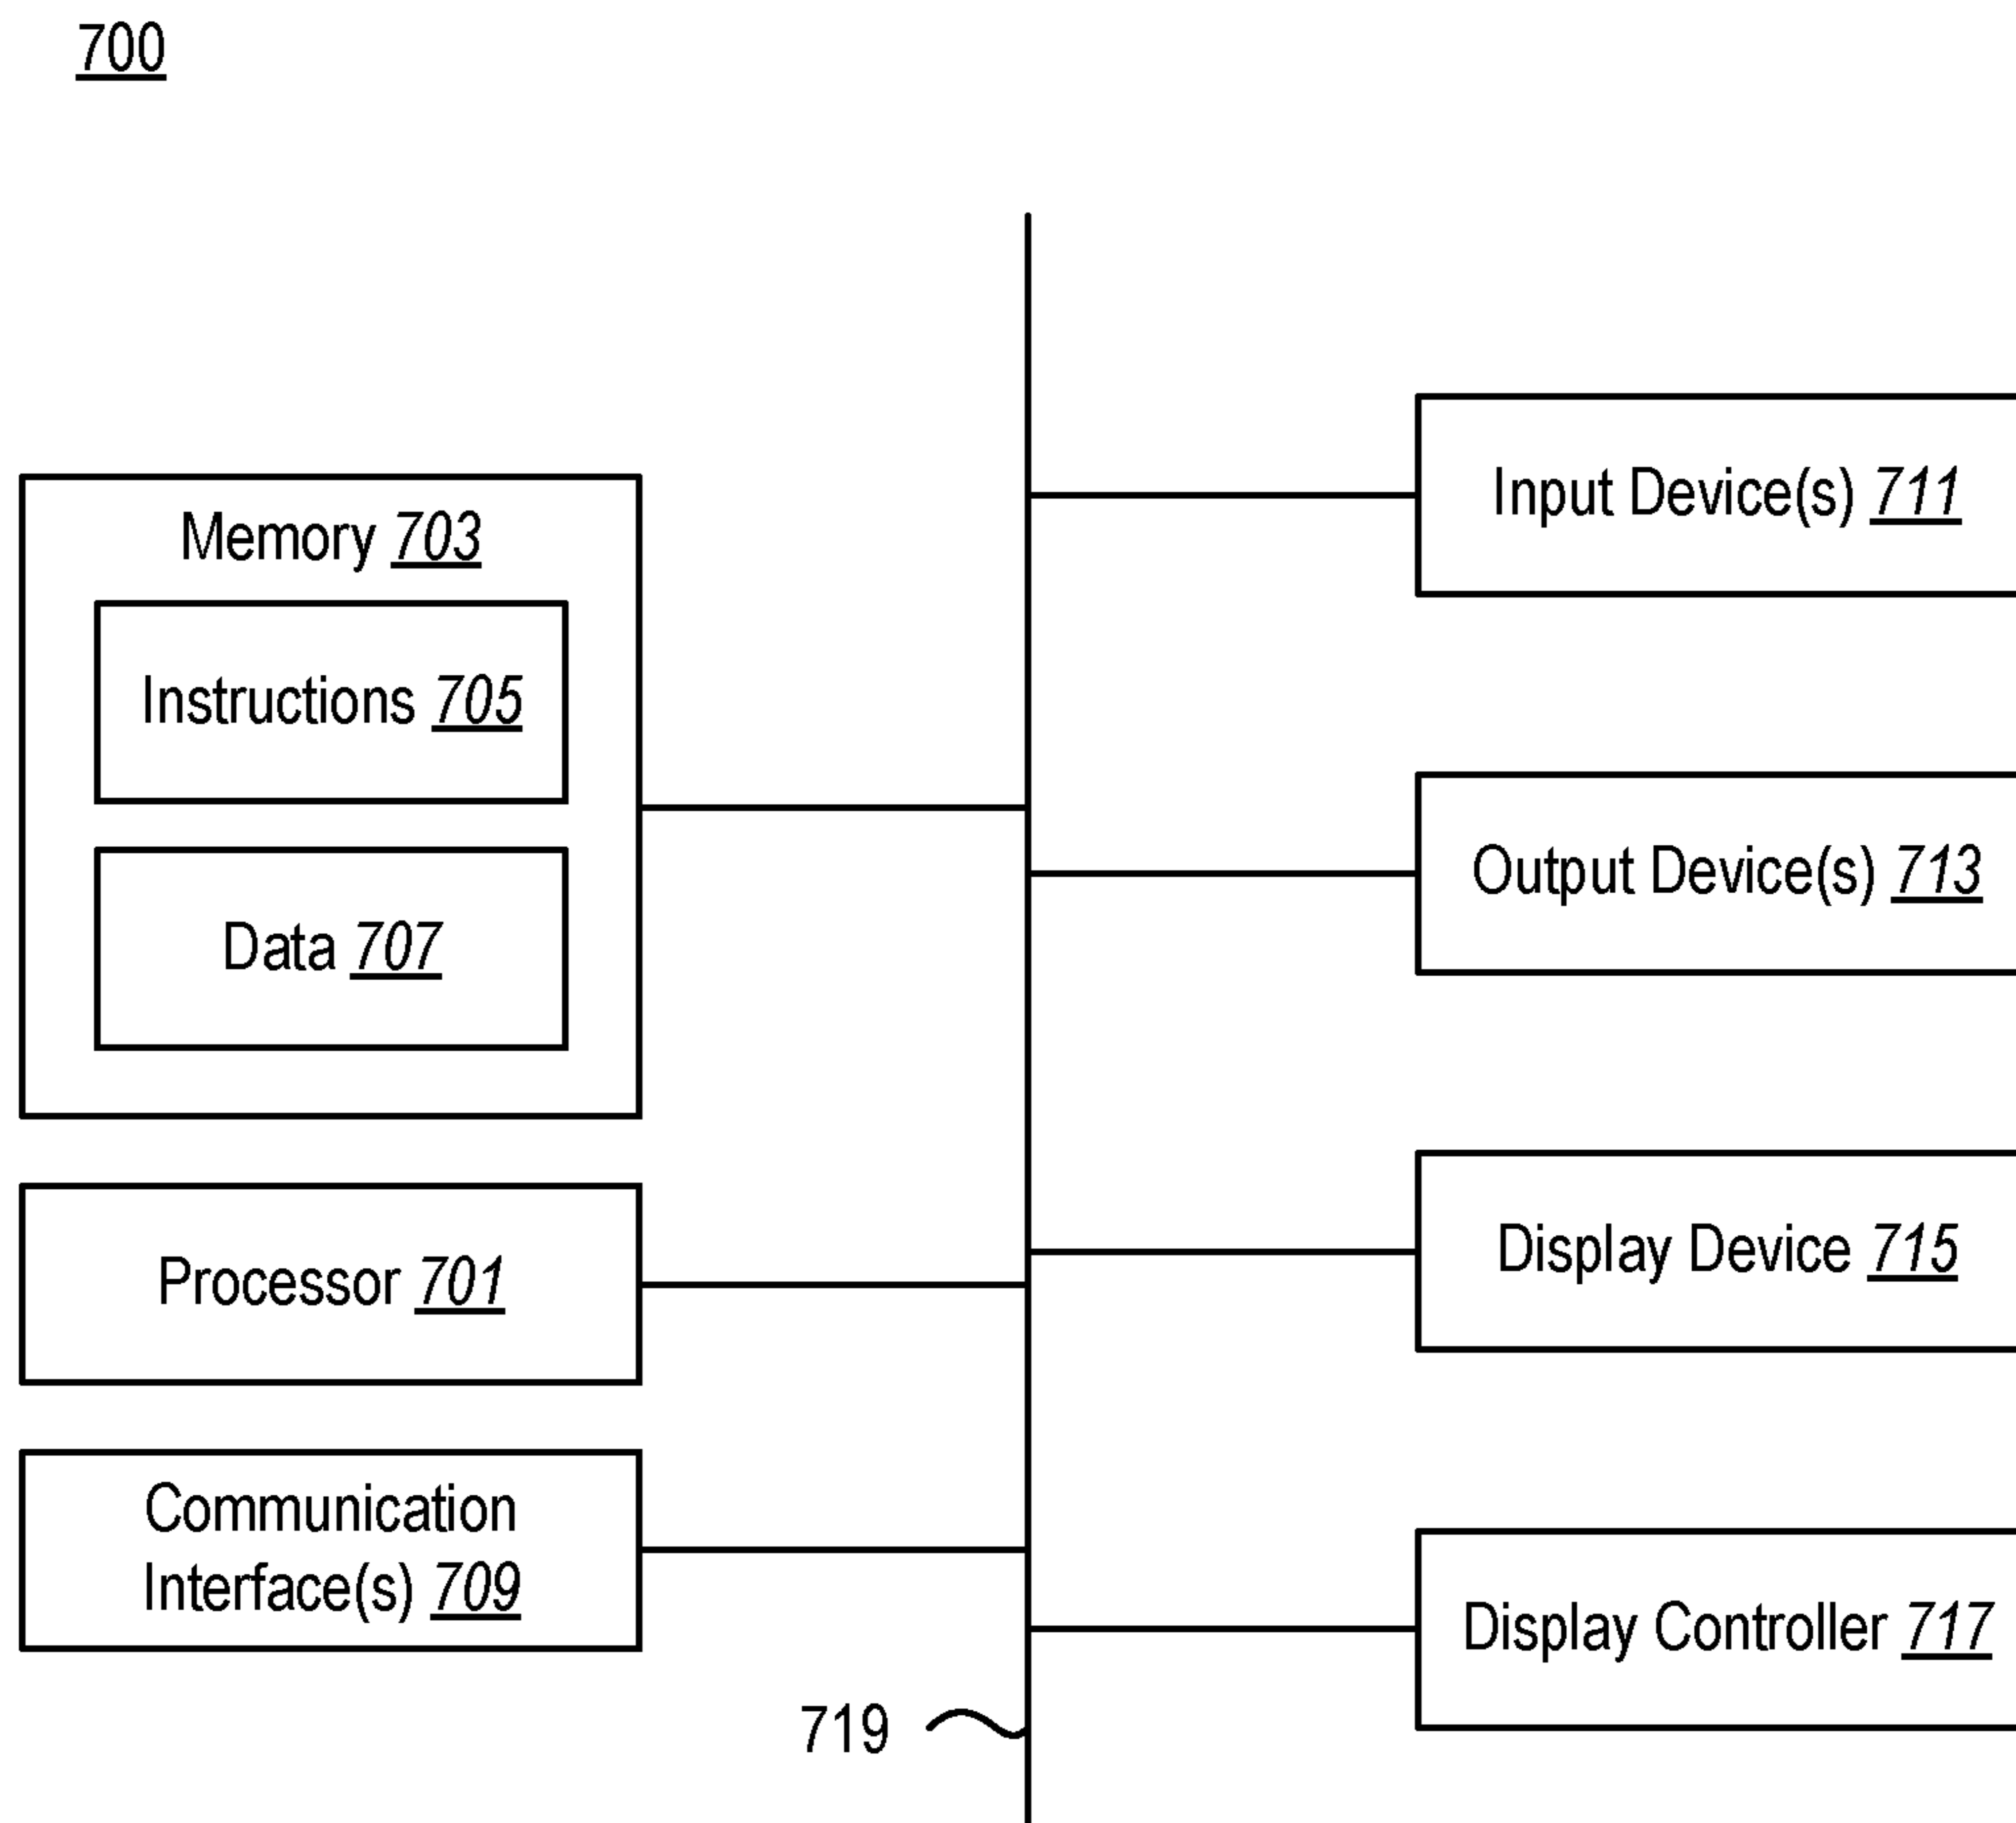 700
Memory 703
Instructions 705
Data 707
Processor 701
Communication
Interface(s) 709
719
Input Device(s) 711
Output Device(s) 713
Display Device 715
Display Controller 717